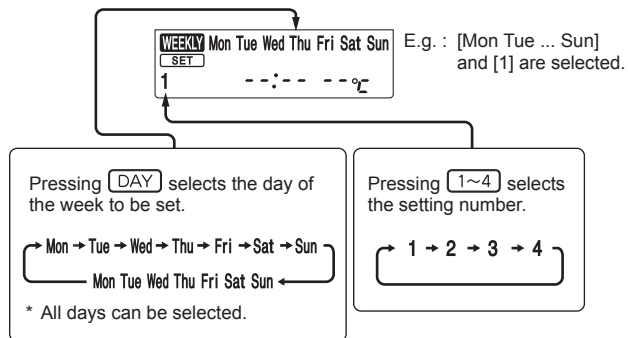 WEEKLY Mon Tue Wed Thu Fri Sat Sun
SET
1 --:-- --℃
E.g. : [Mon Tue ... Sun]
and [1] are selected.
Pressing DAY selects the day of
the week to be set.
→ Mon → Tue → Wed → Thu → Fri → Sat → Sun
Mon Tue Wed Thu Fri Sat Sun ←
* All days can be selected.
Pressing 1~4 selects
the setting number.
→ 1 → 2 → 3 → 4